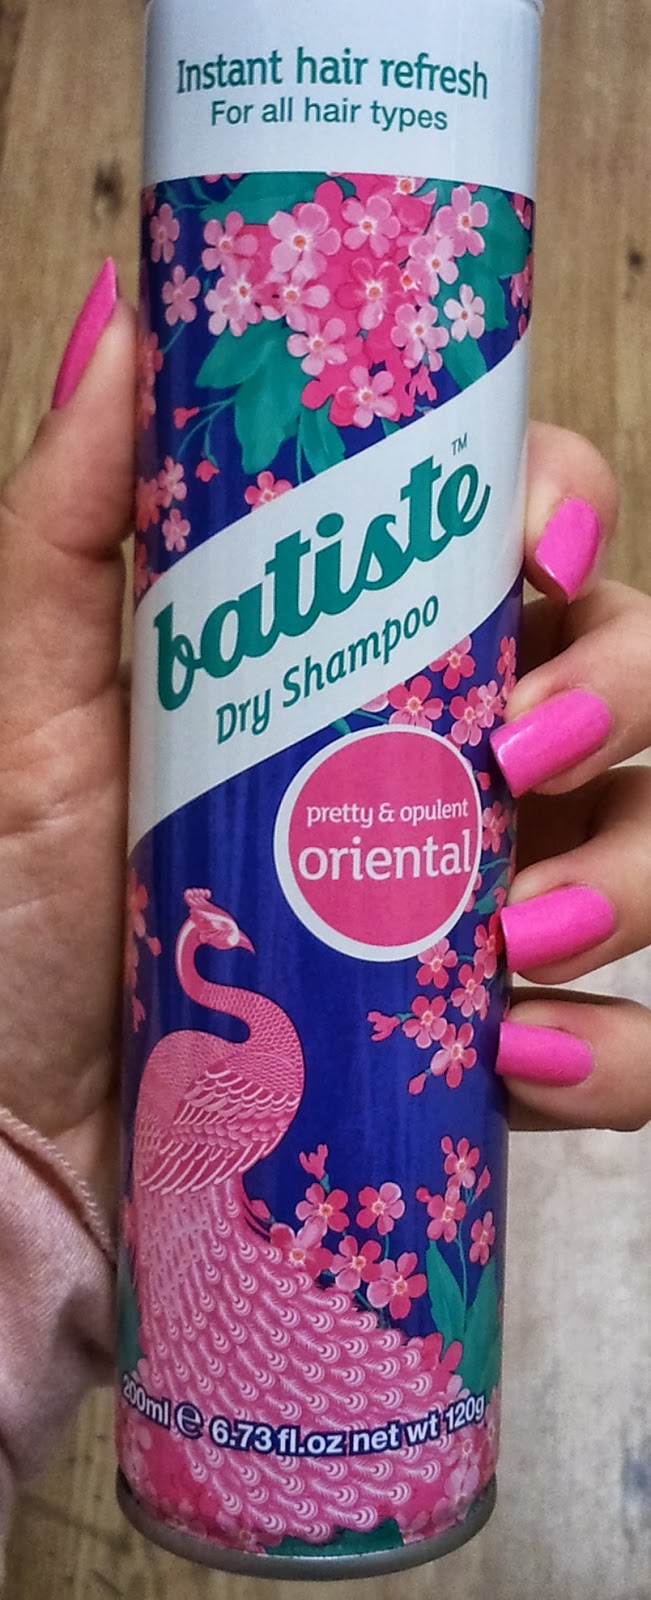 Instant hair refresh
For all hair types
batiste™
Dry Shampoo
pretty & opulent
oriental
200ml ℮ 6.73 fl.oz net wt 120g